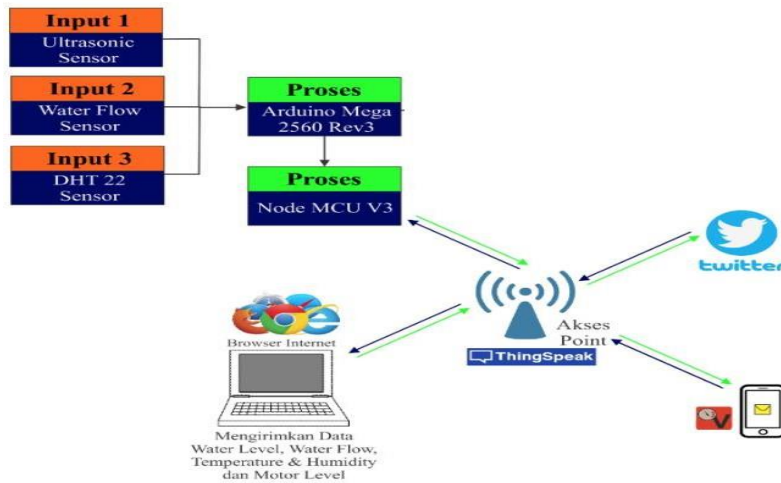 Input 1
Ultrasonic
Sensor
Input 2
Water Flow
Sensor
Input 3
DHT 22
Sensor
Proses
Arduino Mega
2560 Rev3
Proses
Node MCU V3
twitter
Akses
Point
ThingSpeak
Browser Internet
Mengirimkan Data
Water Level, Water Flow,
Temperature & Humidity
dan Motor Level
V